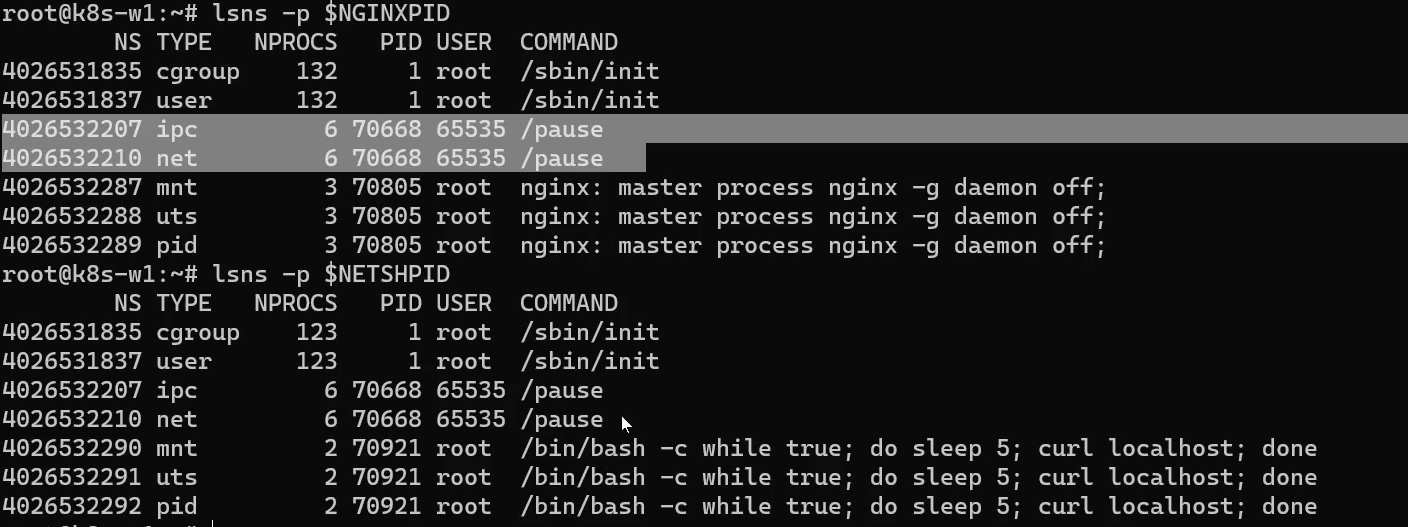 root@k8s-w1:~# lsns -p $NGINXPID
        NS TYPE   NPROCS   PID USER  COMMAND
4026531835 cgroup    132     1 root  /sbin/init
4026531837 user      132     1 root  /sbin/init
4026532207 ipc         6 70668 65535 /pause
4026532210 net         6 70668 65535 /pause
4026532287 mnt         3 70805 root  nginx: master process nginx -g daemon off;
4026532288 uts         3 70805 root  nginx: master process nginx -g daemon off;
4026532289 pid         3 70805 root  nginx: master process nginx -g daemon off;
root@k8s-w1:~# lsns -p $NETSHPID
        NS TYPE   NPROCS   PID USER  COMMAND
4026531835 cgroup    123     1 root  /sbin/init
4026531837 user      123     1 root  /sbin/init
4026532207 ipc         6 70668 65535 /pause
4026532210 net         6 70668 65535 /pause
4026532290 mnt         2 70921 root  /bin/bash -c while true; do sleep 5; curl localhost; done
4026532291 uts         2 70921 root  /bin/bash -c while true; do sleep 5; curl localhost; done
4026532292 pid         2 70921 root  /bin/bash -c while true; do sleep 5; curl localhost; done